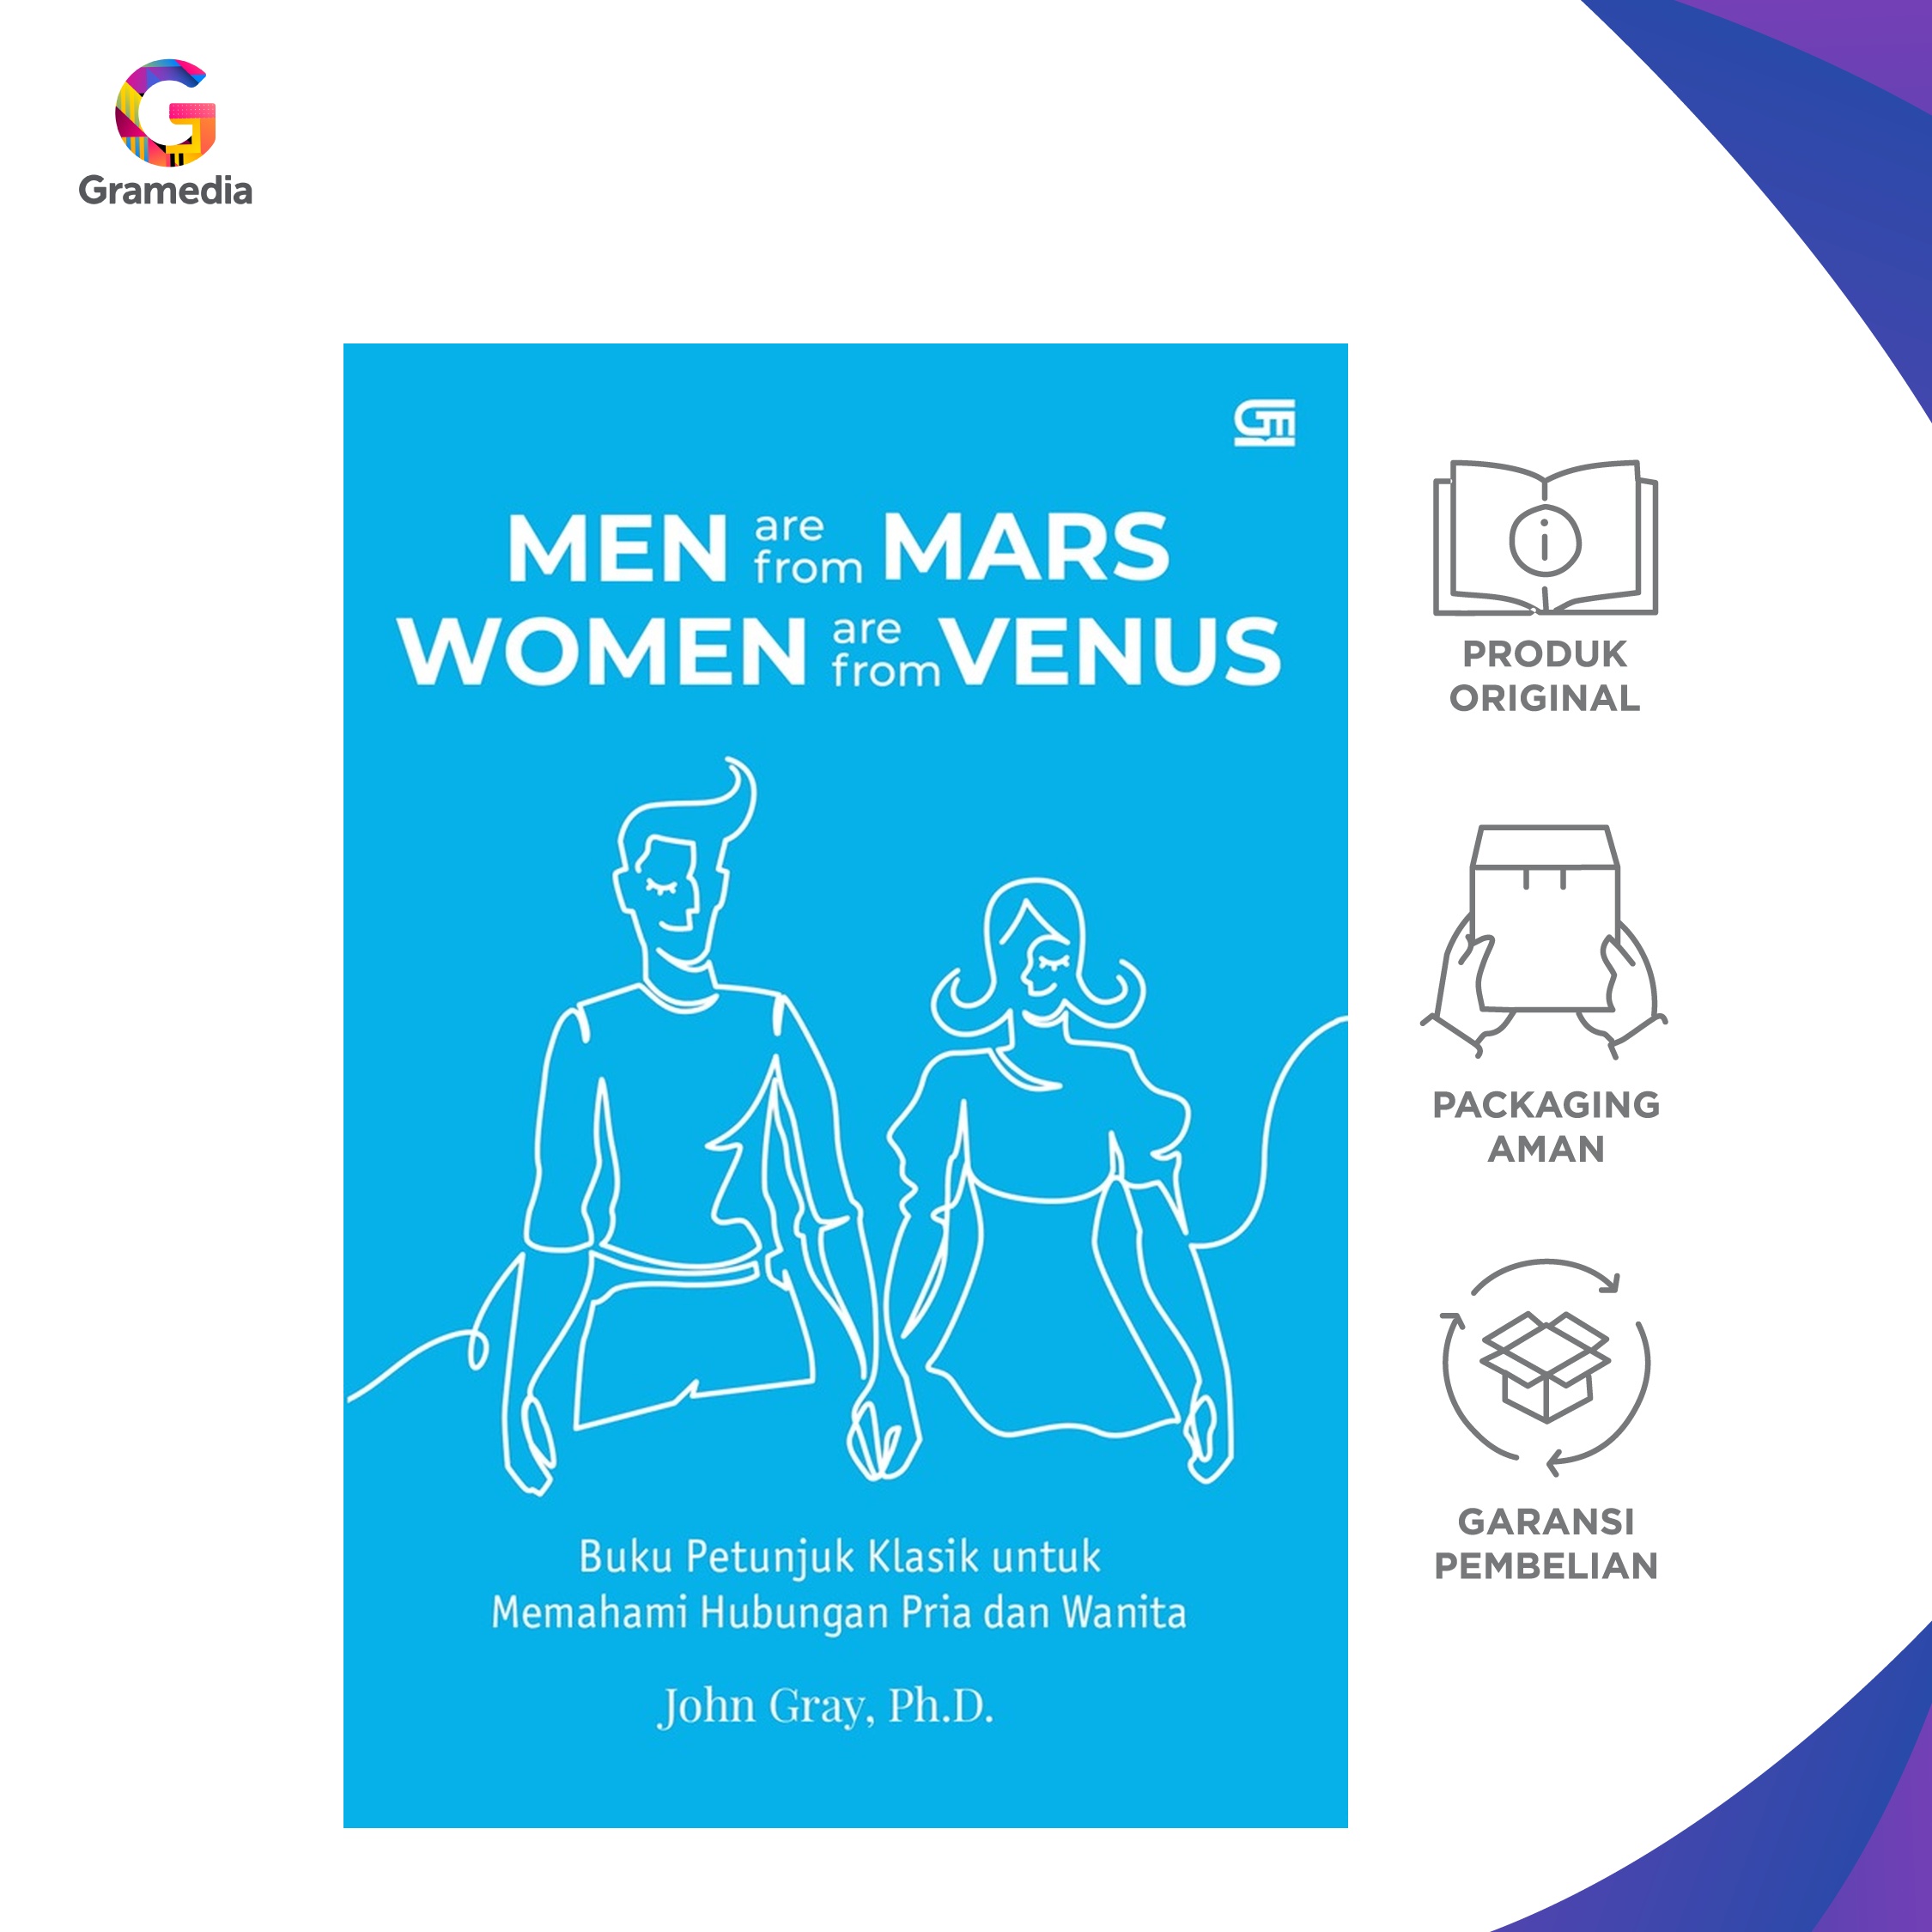 Gramedia
GM
MEN are from MARS
WOMEN are from VENUS
Buku Petunjuk Klasik untuk
Memahami Hubungan Pria dan Wanita
John Gray, Ph.D.
PRODUK
ORIGINAL
PACKAGING
AMAN
GARANSI
PEMBELIAN